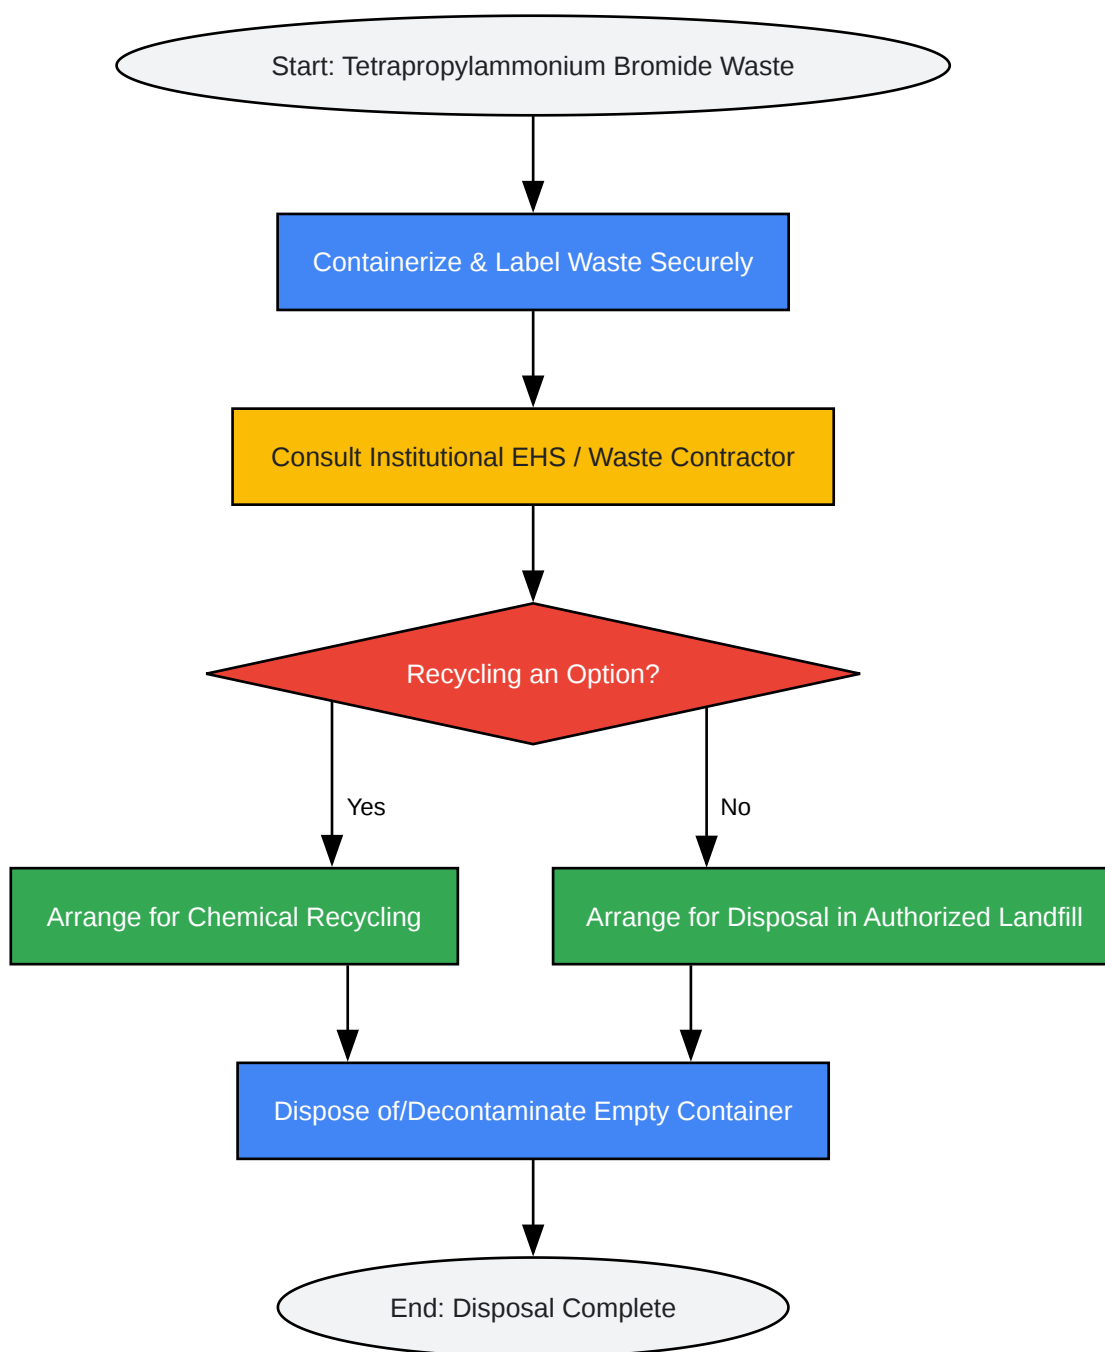 Start: Tetrapropylammonium Bromide Waste
Containerize & Label Waste Securely
Consult Institutional EHS / Waste Contractor
Recycling an Option?
Yes
No
Arrange for Chemical Recycling
Arrange for Disposal in Authorized Landfill
Dispose of/Decontaminate Empty Container
End: Disposal Complete